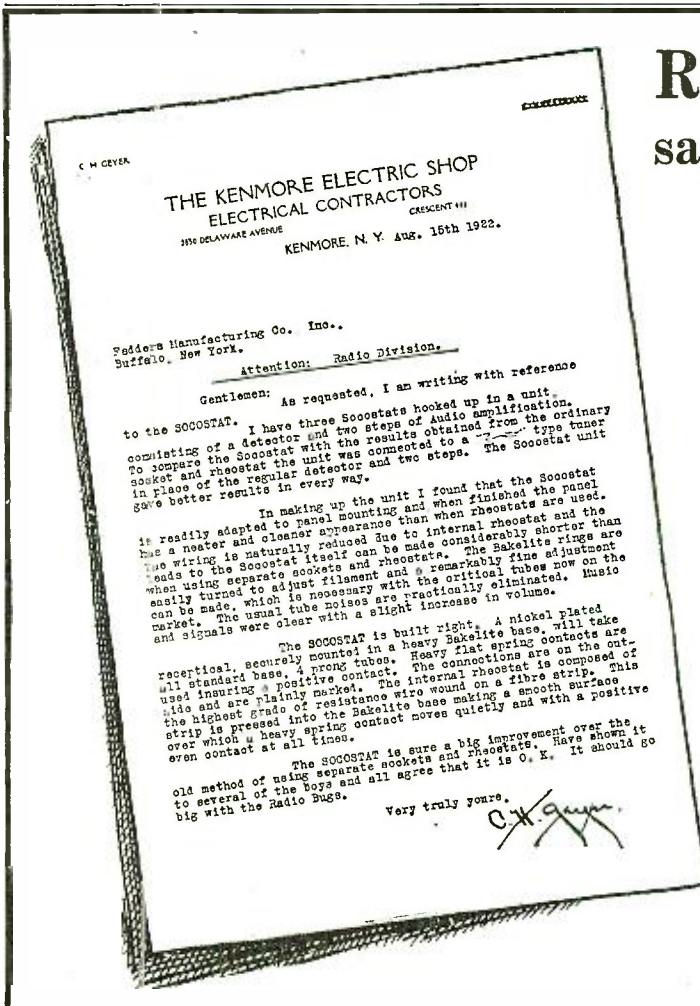 R
sa
C H GEYER
THE KENMORE ELECTRIC SHOP
ELECTRICAL CONTRACTORS
DELAWARE AVENUE
CRESCENT
KENMORE, N. Y. Aug. 15th 1922.
Fedders Manufacturing Co. Inc.,
Buffalo, New York.
Attention: Radio Division.
Gentlemen: As requested, I am writing with reference
to the SOCOSTAT. I have three Socostats hooked up in a unit
consisting of a detector and two steps of Audio amplification.
To compare the Socostat with the results obtained from the ordinary
socket and rheostat the unit was connected to a type tuner
in place of the regular detector and two steps. The Socostat unit
gave better results in every way.
In making up the unit I found that the Socostat
is readily adapted to panel mounting and when finished the panel
has a neater and cleaner appearance than when rheostats are used.
The wiring is naturally reduced due to internal rheostat and the
leads to the Socostat itself can be made considerably shorter than
when using separate sockets and rheostats. The Bakelite rings are
easily turned to adjust filament and a remarkably fine adjustment
can be made, which is necessary with the critical tubes now on the
market. The usual tube noises are practically eliminated. Music
and signals were clear with a slight increase in volume.
The SOCOSTAT is built right. A nickel plated
recertical, securely mounted in a heavy Bakelite base, will take
all standard base, 4 prong tubes. Heavy flat spring contacts are
used insuring a positive contact. The connections are on the out-
side and are plainly marked. The internal rheostat is composed of
the highest grade of resistance wire wound on a fibre strip. This
strip is pressed into the Bakelite base making a smooth surface
over which a heavy spring contact moves quietly and with a positive
even contact at all times.
The SOCOSTAT is sure a big improvement over the
old method of using separate sockets and rheostats. Have shown it
to several of the boys and all agree that it is O. K. It should go
big with the Radio Bugs.
Very truly yours.
C. H. Geyer.